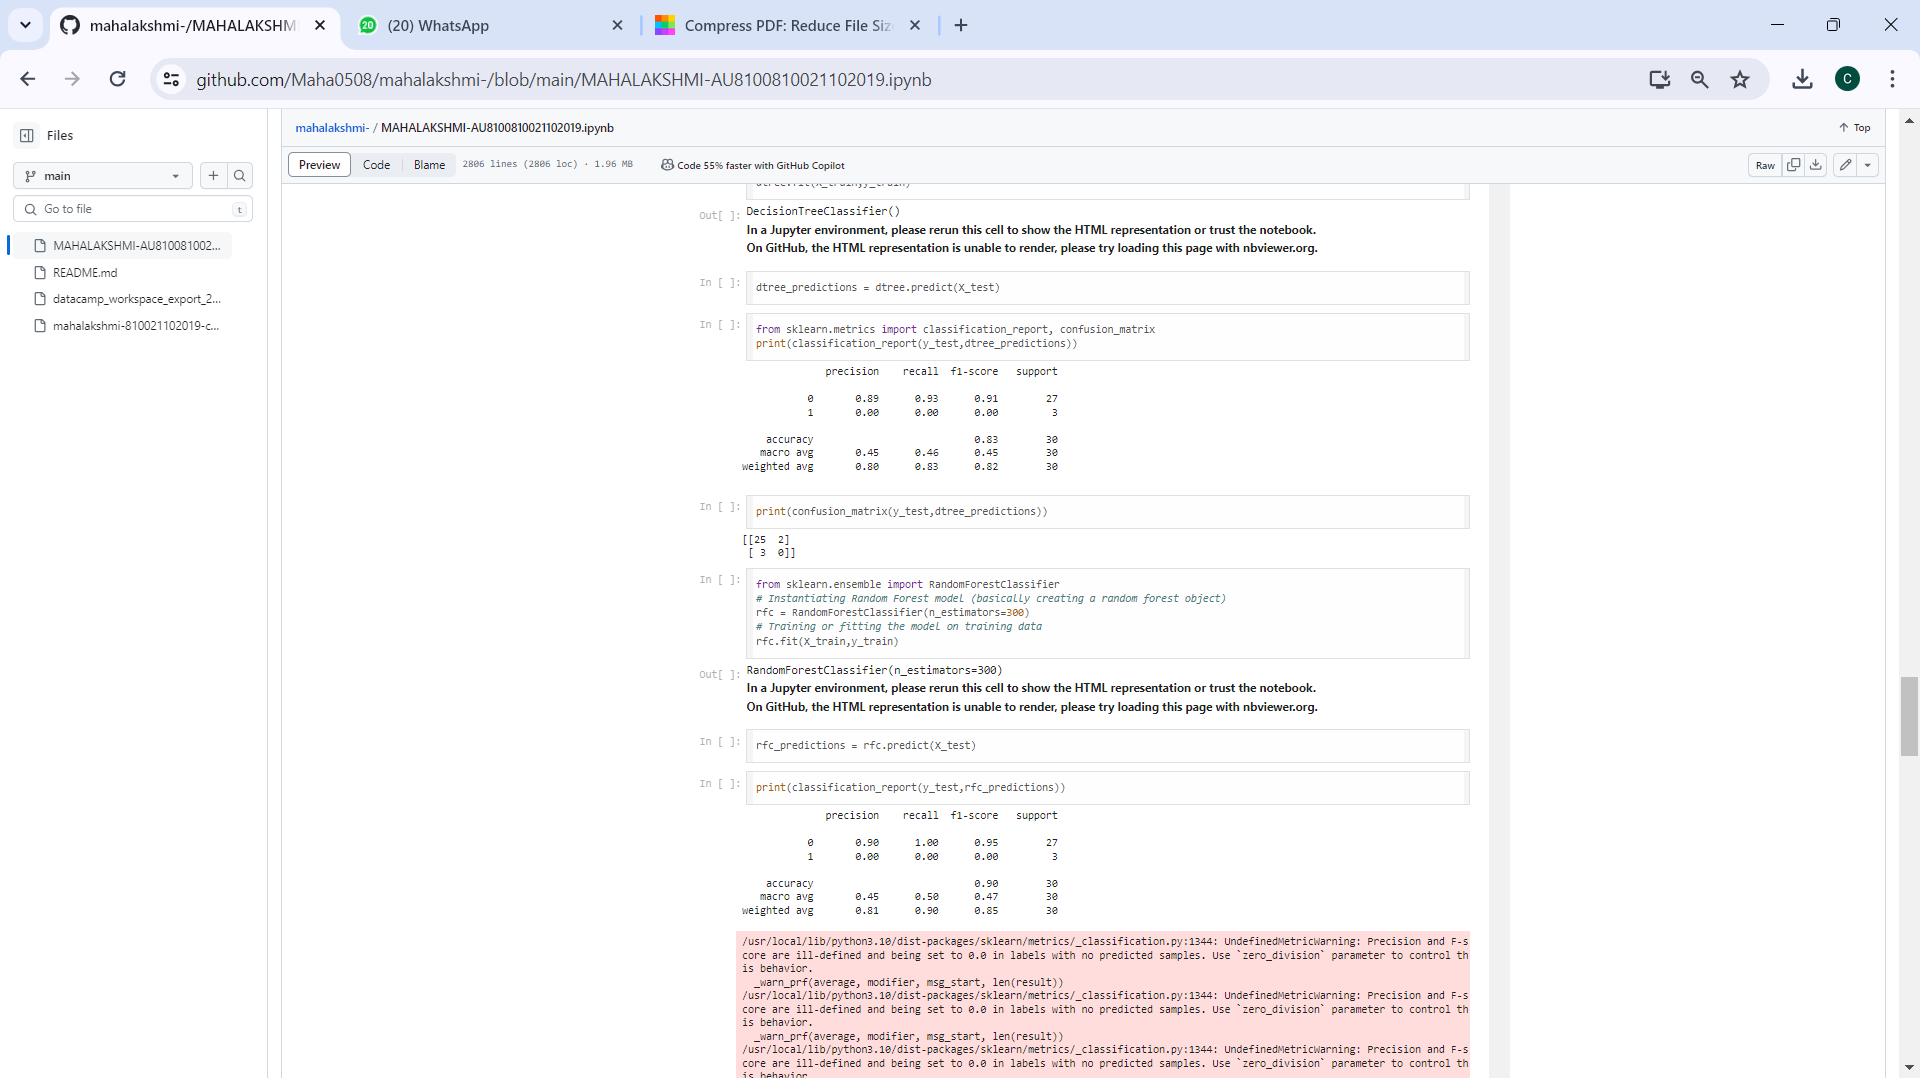 mahalakshmi-/MAHALAKSHM
(20) WhatsApp
Compress PDF: Reduce File Siz
github.com/Maha0508/mahalakshmi-/blob/main/MAHALAKSHMI-AU8100810021102019.ipynb
C
Files
main
Go to file
t
MAHALAKSHMI-AU810081002...
README.md
datacamp_workspace_export_2...
mahalakshmi-810021102019-c...
mahalakshmi- / MAHALAKSHMI-AU8100810021102019.ipynb
Top
Preview Code Blame 2806 lines (2806 loc) · 1.96 MB Code 55% faster with GitHub Copilot
Raw
dtree.fit(X_train,y_train)
Out[ ]: DecisionTreeClassifier()
In a Jupyter environment, please rerun this cell to show the HTML representation or trust the notebook.
On GitHub, the HTML representation is unable to render, please try loading this page with nbviewer.org.
In [ ]: dtree_predictions = dtree.predict(X_test)
In [ ]: from sklearn.metrics import classification_report, confusion_matrix
print(classification_report(y_test,dtree_predictions))
precision recall f1-score support
0 0.89 0.93 0.91 27
1 0.00 0.00 0.00 3
accuracy 0.83 30
macro avg 0.45 0.46 0.45 30
weighted avg 0.80 0.83 0.82 30
In [ ]: print(confusion_matrix(y_test,dtree_predictions))
[[25 2]
[ 3 0]]
In [ ]: from sklearn.ensemble import RandomForestClassifier
# Instantiating Random Forest model (basically creating a random forest object)
rfc = RandomForestClassifier(n_estimators=300)
# Training or fitting the model on training data
rfc.fit(X_train,y_train)
Out[ ]: RandomForestClassifier(n_estimators=300)
In a Jupyter environment, please rerun this cell to show the HTML representation or trust the notebook.
On GitHub, the HTML representation is unable to render, please try loading this page with nbviewer.org.
In [ ]: rfc_predictions = rfc.predict(X_test)
In [ ]: print(classification_report(y_test,rfc_predictions))
precision recall f1-score support
0 0.90 1.00 0.95 27
1 0.00 0.00 0.00 3
accuracy 0.90 30
macro avg 0.45 0.50 0.47 30
weighted avg 0.81 0.90 0.85 30
/usr/local/lib/python3.10/dist-packages/sklearn/metrics/_classification.py:1344: UndefinedMetricWarning: Precision and F-s
core are ill-defined and being set to 0.0 in labels with no predicted samples. Use `zero_division` parameter to control th
is behavior.
_warn_prf(average, modifier, msg_start, len(result))
/usr/local/lib/python3.10/dist-packages/sklearn/metrics/_classification.py:1344: UndefinedMetricWarning: Precision and F-s
core are ill-defined and being set to 0.0 in labels with no predicted samples. Use `zero_division` parameter to control th
is behavior.
_warn_prf(average, modifier, msg_start, len(result))
/usr/local/lib/python3.10/dist-packages/sklearn/metrics/_classification.py:1344: UndefinedMetricWarning: Precision and F-s
core are ill-defined and being set to 0.0 in labels with no predicted samples. Use `zero_division` parameter to control th
is behavior.